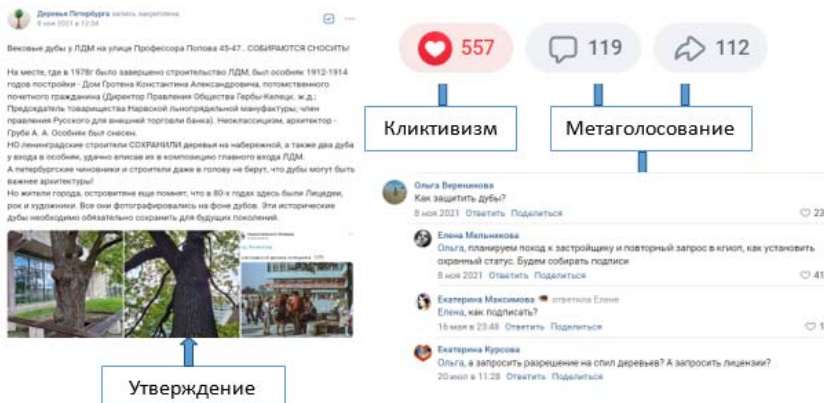 Деревья Петербурга запись закреплена
8 ноя 2021 в 12:04
Вековые дубы у ЛДМ на улице Профессора Попова 45-47. СОБИРАЮТСЯ СНОСИТЬ!
На месте, где в 1978г было завершено строительство ЛДМ, был особняк 1912-1914
годов постройки - Дом Гротена Константина Александровича, потомственного
почетного гражданина (Директор Правления Общества Гербы-Келецк. ж.д.;
Председатель товарищества Нарвской льнопрядильной мануфактуры; член
правления Русского для внешней торговли банка). Неоклассицизм, архитектор -
Грубе А. А. Особняк был снесен.
НО ленинградские строители СОХРАНИЛИ деревья на набережной, а также два дуба
у входа в особняк, удачно вписав их в композицию главного входа ЛДМ.
А петербургские чиновники и строители даже в голову не берут, что дубы могут быть
важнее архитектуры!
Но жители города, островитяне еще помнят, что в 80-х годах здесь были Лицедеи,
рок и художники. Все они фотографировались на фоне дубов. Эти исторические
дубы необходимо обязательно сохранить для будущих поколений.
Утверждение
557 119 112
Кликтивизм Метаголосование
Ольга Веренинова
Как защитить дубы?
8 ноя 2021 Ответить Поделиться 23
Елена Мельникова
Ольга, планируем поход к застройщику и повторный запрос в кгиоп, как установить
охранный статус. Будем собирать подписи
8 ноя 2021 Ответить Поделиться 41
Екатерина Максимова ответила Елене
Елена, как подписать?
16 мая в 23:48 Ответить Поделиться 1
Екатерина Курсова
Ольга, а запросить разрешение на спил деревьев? А запросить лицензии?
20 июл в 11:28 Ответить Поделиться